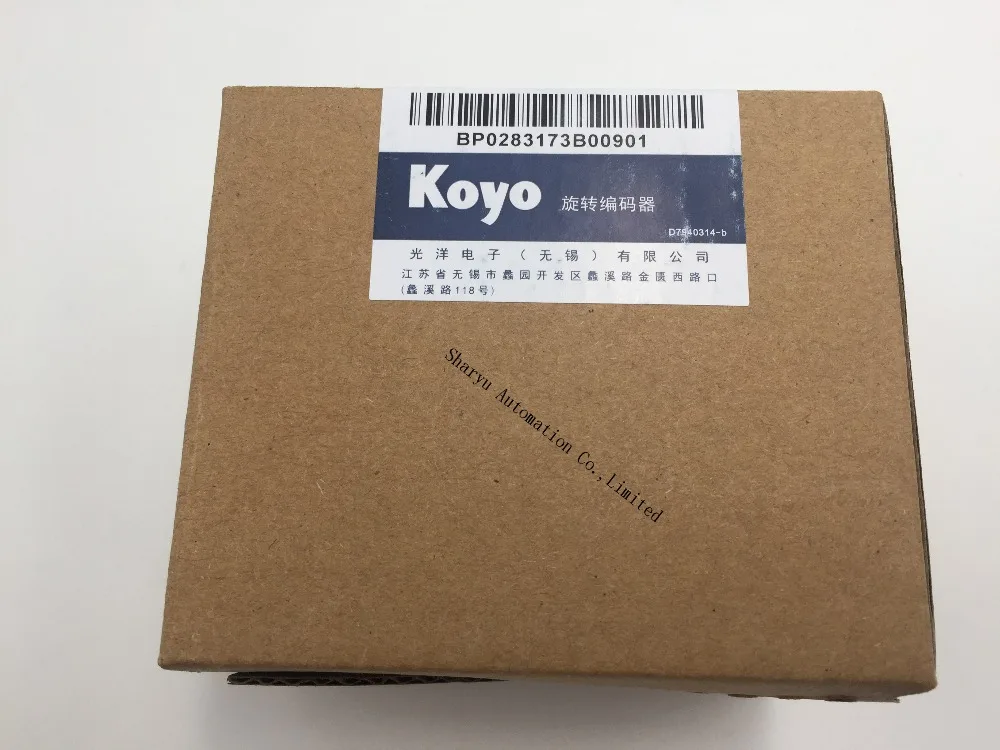 BP0283173B00901
Koyo 旋转编码器
D7940314-b
光洋电子（无锡）有限公司
江苏省无锡市蠡园开发区蠡溪路金匮西路口
(蠡溪路118号)
Sharyu Automation Co.,Limited